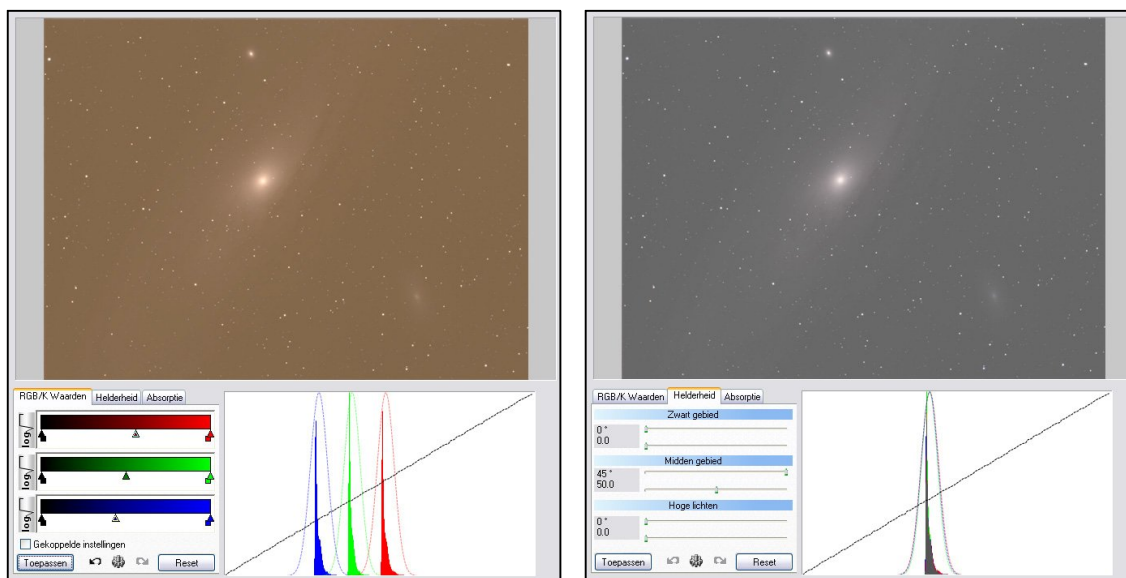 RGB/K Waarden Helderheid Absorptie
log
log
log
Gekoppelde instellingen
Toepassen Reset
RGB/K Waarden Helderheid Absorptie
Zwart gebied
0 °
0.0
Midden gebied
45 °
50.0
Hoge lichten
0 °
0.0
Toepassen Reset